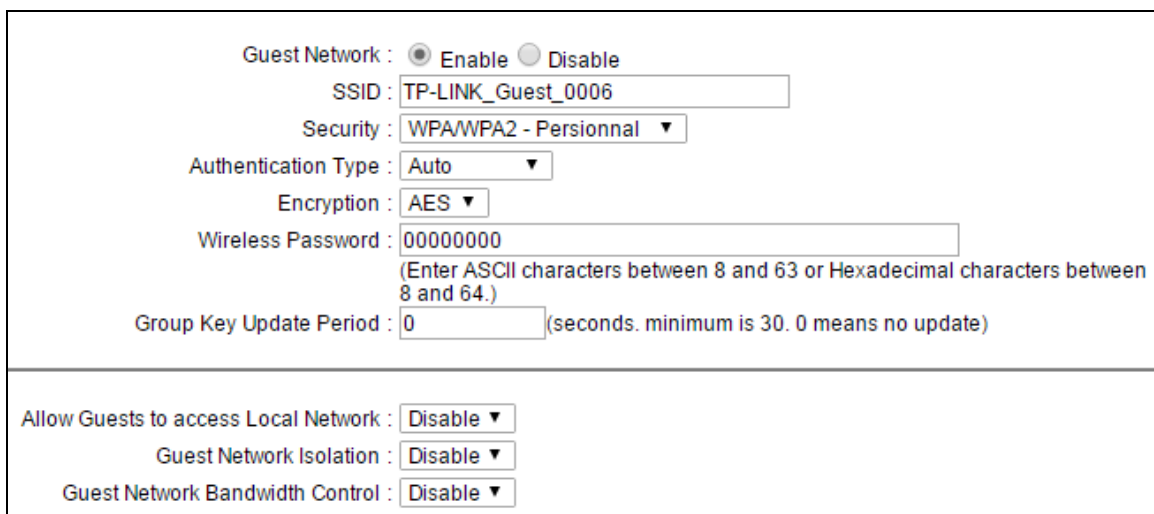 Guest Network : Enable Disable
SSID : TP-LINK_Guest_0006
Security : WPA/WPA2 - Persionnal
Authentication Type : Auto
Encryption : AES
Wireless Password : 00000000
(Enter ASCII characters between 8 and 63 or Hexadecimal characters between
8 and 64.)
Group Key Update Period : 0 (seconds. minimum is 30. 0 means no update)
Allow Guests to access Local Network : Disable
Guest Network Isolation : Disable
Guest Network Bandwidth Control : Disable